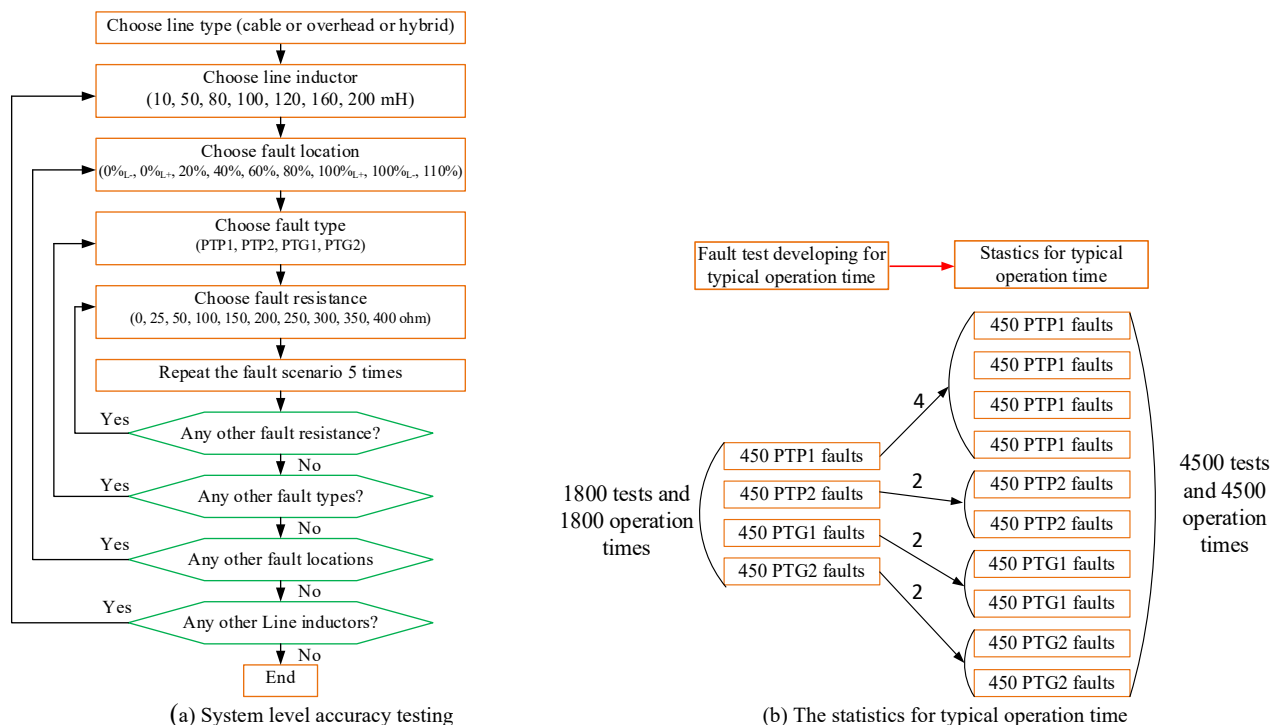 Choose line type (cable or overhead or hybrid)
Choose line inductor
(10, 50, 80, 100, 120, 160, 200 mH)
Choose fault location
(0%L-, 0%L+, 20%, 40%, 60%, 80%, 100%L+, 100%L-, 110%)
Choose fault type
(PTP1, PTP2, PTG1, PTG2)
Choose fault resistance
(0, 25, 50, 100, 150, 200, 250, 300, 350, 400 ohm)
Repeat the fault scenario 5 times
Yes
Any other fault resistance?
No
Yes
Any other fault types?
No
Yes
Any other fault locations
No
Yes
Any other Line inductors?
No
End
(a) System level accuracy testing
Fault test developing for
typical operation time
Stastics for typical
operation time
1800 tests and
1800 operation
times
450 PTP1 faults
450 PTP2 faults
450 PTG1 faults
450 PTG2 faults
4
2
2
2
450 PTP1 faults
450 PTP1 faults
450 PTP1 faults
450 PTP1 faults
450 PTP2 faults
450 PTP2 faults
450 PTG1 faults
450 PTG1 faults
450 PTG2 faults
450 PTG2 faults
4500 tests
and 4500
operation
times
(b) The statistics for typical operation time